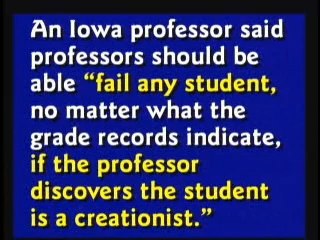 An Iowa professor said
professors should be
able “fail any student,
no matter what the
grade records indicate,
if the professor
discovers the student
is a creationist.”